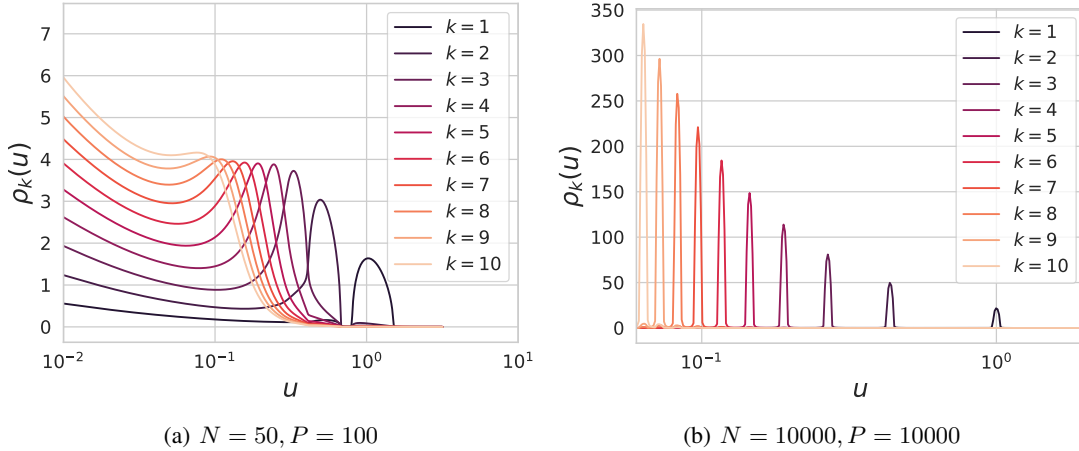 7
6
5
4
3
2
1
0
ρₖ(u)
k = 1
k = 2
k = 3
k = 4
k = 5
k = 6
k = 7
k = 8
k = 9
k = 10
10⁻² 10⁻¹ 10⁰ 10¹
u
(a) N = 50, P = 100
350
300
250
200
150
100
50
0
ρₖ(u)
k = 1
k = 2
k = 3
k = 4
k = 5
k = 6
k = 7
k = 8
k = 9
k = 10
10⁻¹ 10⁰
u
(b) N = 10000, P = 10000